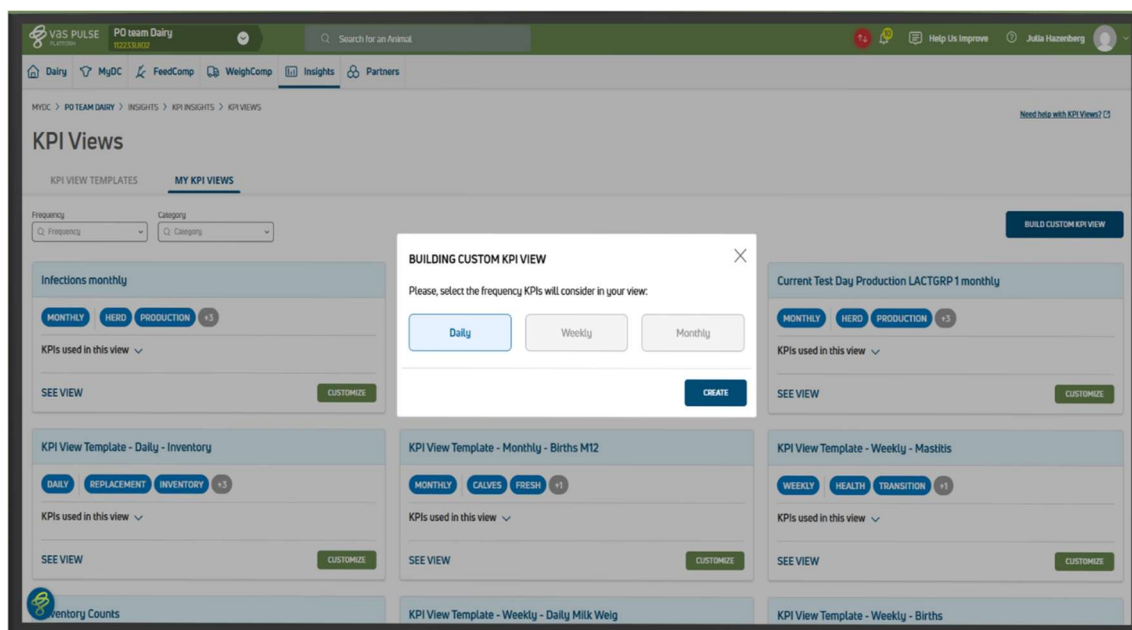 VAS PULSE
PLATFORM
PO team Dairy
Search for an Animal
Help Us Improve
Julia Hazenberg
Dairy MyDC FeedComp WeighComp Insights Partners
MYDC > PO TEAM DAIRY > INSIGHTS > KPI INSIGHTS > KPI VIEWS
Need help with KPI Views?
KPI Views
KPI VIEW TEMPLATES MY KPI VIEWS
Frequency Category
Frequency Category
BUILD CUSTOM KPI VIEW
BUILDING CUSTOM KPI VIEW
Please, select the frequency KPIs will consider in your view:
Daily Weekly Monthly
CREATE
Infections monthly
MONTHLY HERD PRODUCTION +3
KPIs used in this view
SEE VIEW CUSTOMIZE
Current Test Day Production LACTGRP 1 monthly
MONTHLY HERD PRODUCTION +3
KPIs used in this view
SEE VIEW CUSTOMIZE
KPI View Template - Daily - Inventory
DAILY REPLACEMENT INVENTORY +3
KPIs used in this view
SEE VIEW CUSTOMIZE
KPI View Template - Monthly - Births M12
MONTHLY CALVES FRESH +1
KPIs used in this view
SEE VIEW CUSTOMIZE
KPI View Template - Weekly - Mastitis
WEEKLY HEALTH TRANSITION +1
KPIs used in this view
SEE VIEW CUSTOMIZE
Counts
KPI View Template - Weekly - Daily Milk Weig
KPI View Template - Weekly - Births